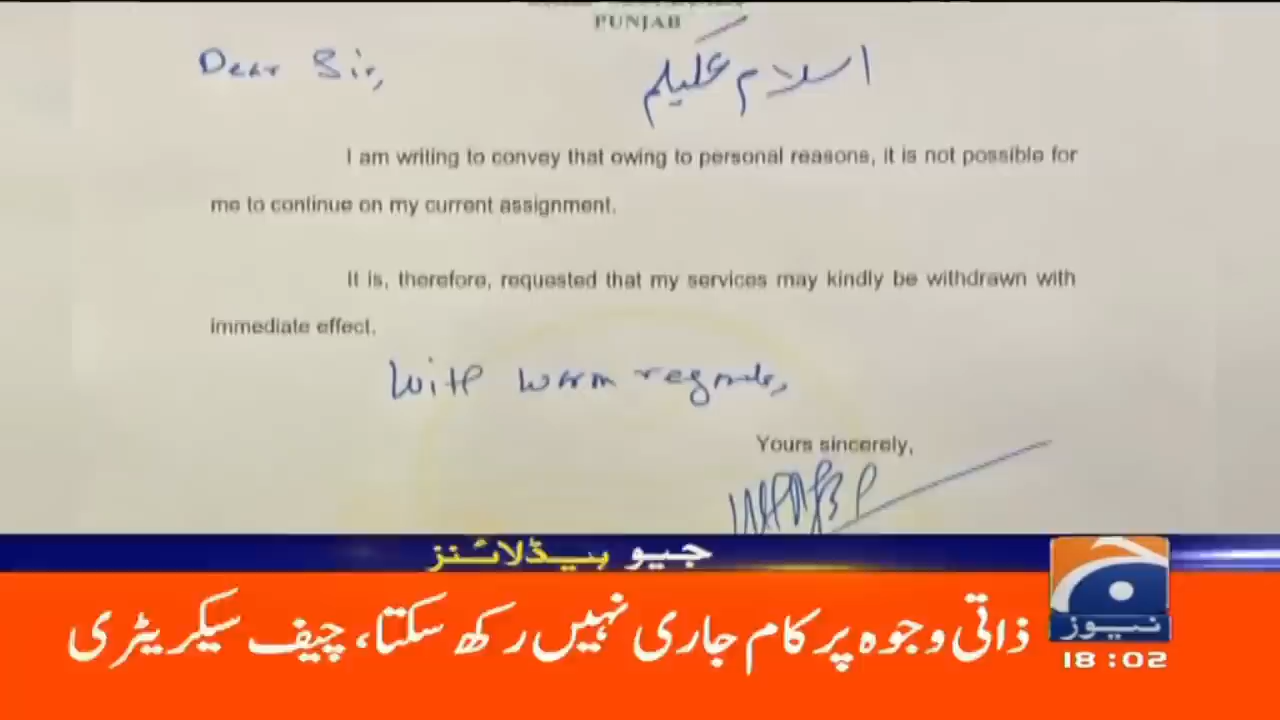 PUNJAB
Dear Sir,
اسلام علیکم
I am writing to convey that owing to personal reasons, it is not possible for
me to continue on my current assignment.
It is, therefore, requested that my services may kindly be withdrawn with
immediate effect.
With warm regards,
Yours sincerely,
جیو ہیڈلائنز
ذاتی وجوہ پر کام جاری نہیں رکھ سکتا، چیف سیکریٹری
نیوز
18:02